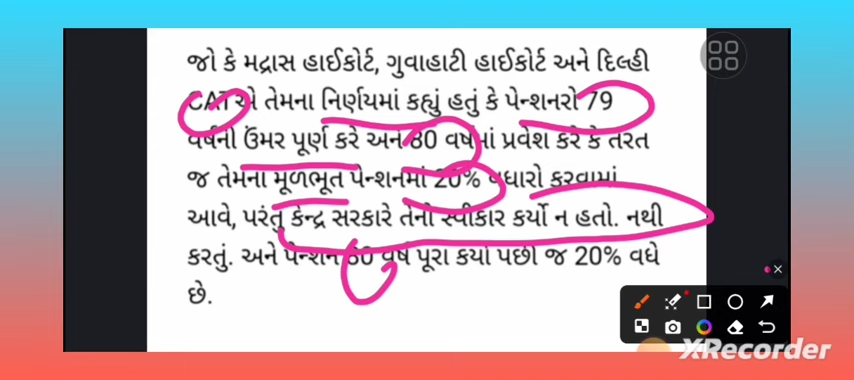 જો કે મદ્રાસ હાઈકોર્ટ, ગુવાહાટી હાઈકોર્ટ અને દિલ્હી
CATએ તેમના નિર્ણયમાં કહ્યું હતું કે પેન્શનરો 79
વર્ષની ઉંમર પૂર્ણ કરે અને 80 વર્ષમાં પ્રવેશ કરે કે તરત
જ તેમના મૂળભૂત પેન્શનમાં 20% વધારો કરવામાં
આવે, પરંતુ કેન્દ્ર સરકારે તેનો સ્વીકાર કર્યો ન હતો. નથી
કરતું. અને પેન્શન 80 વર્ષ પૂરા કર્યા પછી જ 20% વધે
છે.
XRecorder